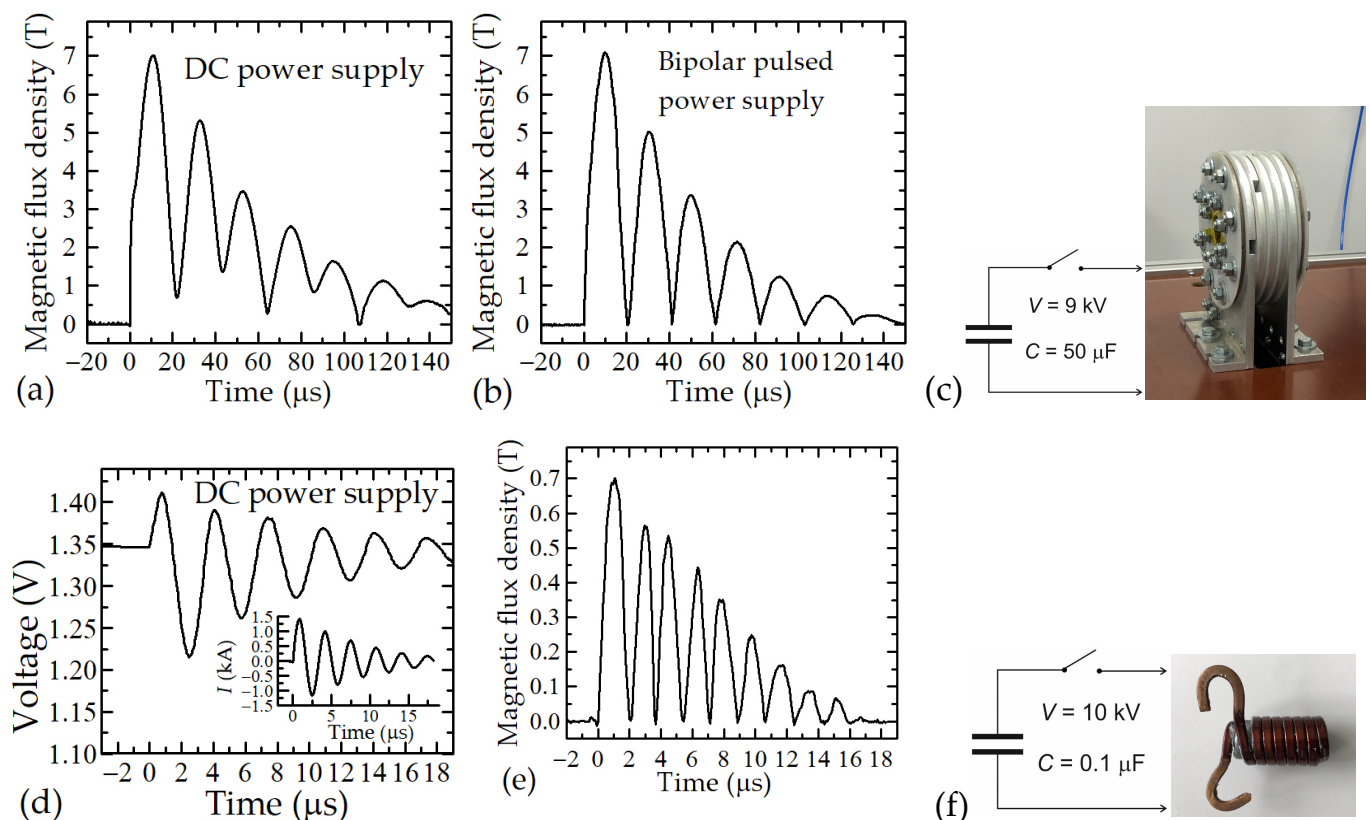 Magnetic flux density (T)
7
6
5
4
3
2
1
0
DC power supply
−20 0 20 40 60 80 100 120 140
Time (μs)
(a)
Magnetic flux density (T)
7
6
5
4
3
2
1
0
Bipolar pulsed
power supply
−20 0 20 40 60 80 100 120 140
Time (μs)
(b)
V = 9 kV
C = 50 μF
(c)
Voltage (V)
1.40
1.35
1.30
1.25
1.20
1.15
1.10
DC power supply
I (kA)
1.5
1.0
0.5
0.0
−0.5
−1.0
−1.5
0 5 10 15
Time (μs)
−2 0 2 4 6 8 10 12 14 16 18
Time (μs)
(d)
Magnetic flux density (T)
0.7
0.6
0.5
0.4
0.3
0.2
0.1
0.0
−2 0 2 4 6 8 10 12 14 16 18
Time (μs)
(e)
V = 10 kV
C = 0.1 μF
(f)